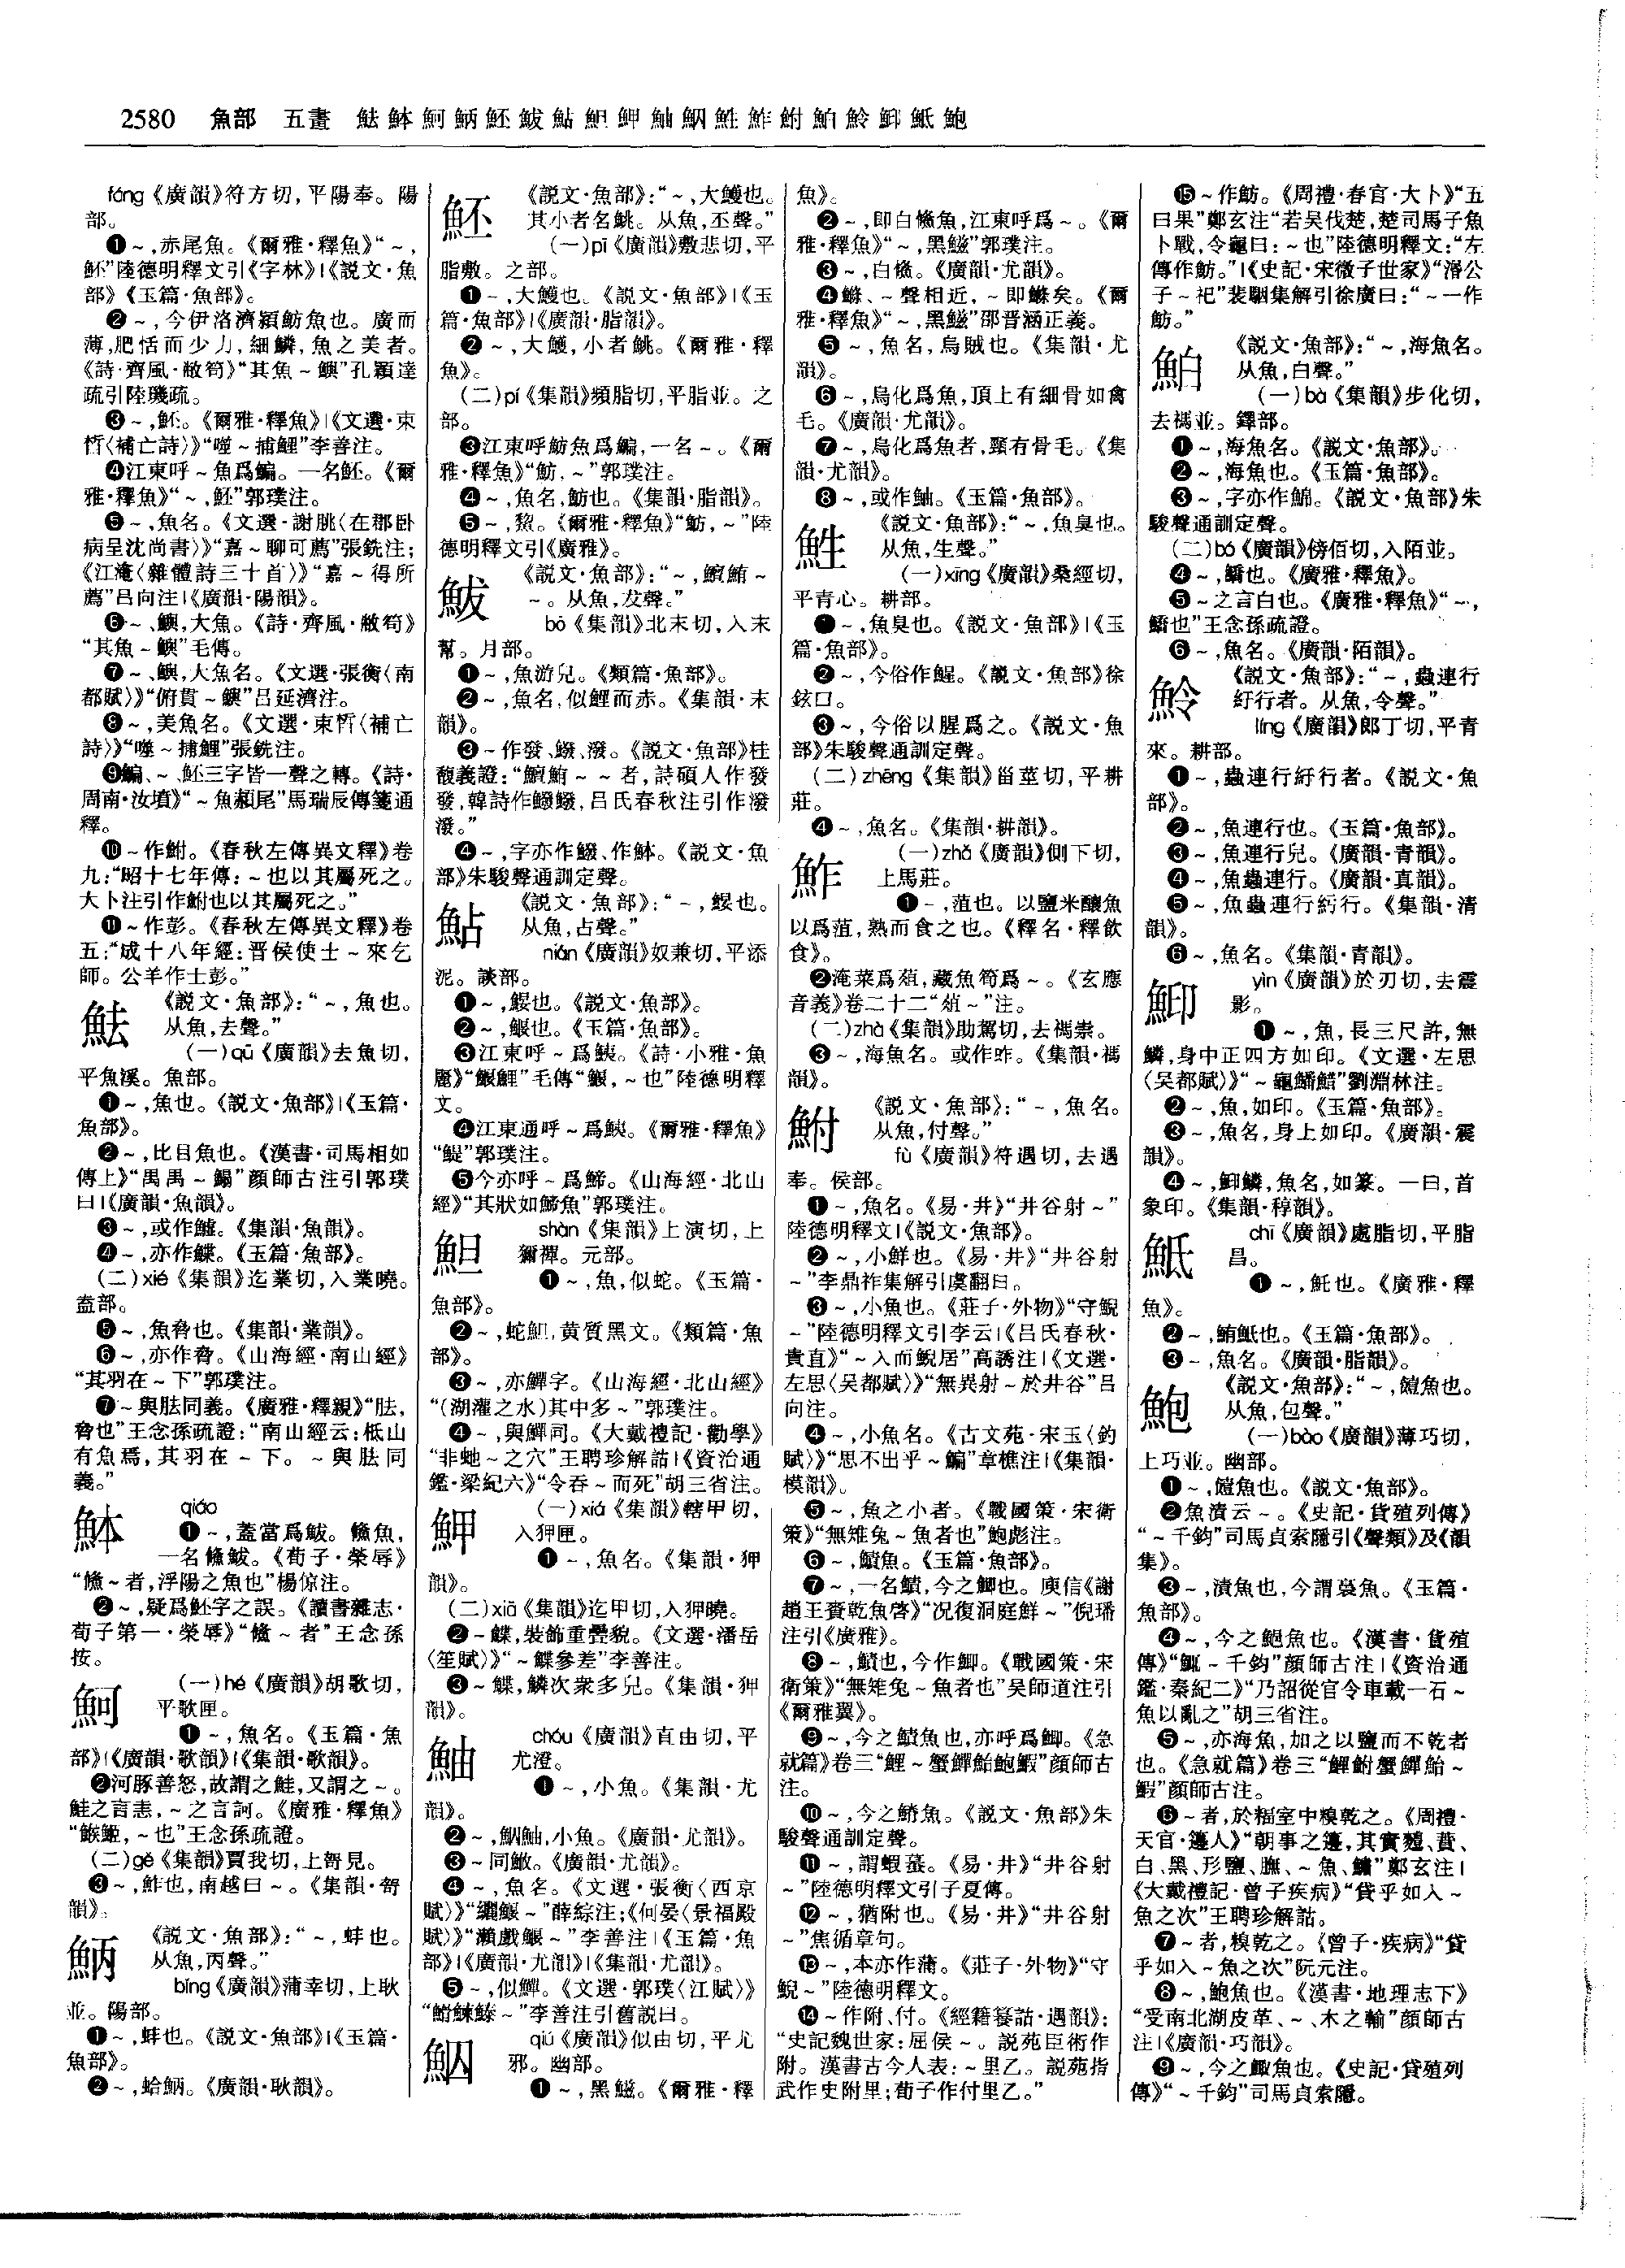 2580 魚部 五畫 魼 䱁 魺 鮩 魾 鮁 鮎 䱇 魻 鮋 鮂 鮏 鮓 鮒 鮊 魿 䱅 䱃 鮑
fáng《廣韻》符方切,平陽奉。陽
部。
❶~,赤尾魚。《爾雅·釋魚》“~,
魾”陸德明釋文引《字林》|《説文·魚
部》《玉篇·魚部》。
❷~,今伊洛濟潁魴魚也。廣而
薄,肥恬而少力,細鱗,魚之美者。
《詩·齊風·敝笱》“其魚~鱮”孔穎達
疏引陸璣疏。
❸~,魾。《爾雅·釋魚》|《文選·束
晳〈補亡詩〉》“噬~捕鯉”李善注。
❹江東呼~魚爲鯿。一名魾。《爾
雅·釋魚》“~,魾”郭璞注。
❺~,魚名。《文選·謝朓〈在郡卧
病呈沈尚書〉》“嘉~聊可薦”張銑注;
《江淹〈雜體詩三十首〉》“嘉~得所
薦”吕向注|《廣韻·陽韻》。
❻~、鱮,大魚。《詩·齊風·敝笱》
“其魚~鱮”毛傳。
❼~、鱮,大魚名。《文選·張衡〈南
都賦〉》“俯貫~鱮”吕延濟注。
❽~,美魚名。《文選·束晳〈補亡
詩〉》“噬~捕鯉”張銑注。
❾鯿、~、魾三字皆一聲之轉。《詩·
周南·汝墳》“~魚赬尾”馬瑞辰傳箋通
釋。
❿~作鮒。《春秋左傳異文釋》卷
九:“昭十七年傳:~也以其屬死之。
大卜注引作鮒也以其屬死之。”
⓫~作彭。《春秋左傳異文釋》卷
五:“成十八年經:晋侯使士~來乞
師。公羊作士彭。”
魼
《説文·魚部》:“~,魚也。
从魚,去聲。”
(一)qū《廣韻》去魚切,
平魚溪。魚部。
❶~,魚也。《説文·魚部》|《玉篇·
魚部》。
❷~,比目魚也。《漢書·司馬相如
傳上》“禺禺~鰨”顔師古注引郭璞
曰|《廣韻·魚韻》。
❸~,或作鱋。《集韻·魚韻》。
❹~,亦作鰈。《玉篇·魚部》。
(二)xié《集韻》迄業切,入業曉。
盍部。
❺~,魚脅也。《集韻·業韻》。
❻~,亦作脅。《山海經·南山經》
“其羽在~下”郭璞注。
❼~與胠同義。《廣雅·釋親》“胠,
脅也”王念孫疏證:“南山經云:柢山
有魚焉,其羽在~下。~與胠同
義。”
䱁
qiáo
❶~,蓋當爲鮁。鯈魚,
一名鯈鮁。《荀子·榮辱》
“鯈~者,浮陽之魚也”楊倞注。
❷~,疑爲魾字之誤。《讀書雜志·
荀子第一·榮辱》“鯈~者”王念孫
按。
魺
(一)hé《廣韻》胡歌切,
平歌匣。
❶~,魚名。《玉篇·魚
部》|《廣韻·歌韻》|《集韻·歌韻》。
❷河豚善怒,故謂之鮭,又謂之~。
鮭之言恚,~之言訶。《廣雅·釋魚》
“鯸鮔,~也”王念孫疏證。
(二)gě《集韻》賈我切,上哿見。
❸~,鮓也,南越曰~。《集韻·哿
韻》。
鮩
《説文·魚部》:“~,蚌也。
从魚,丙聲。”
bìng《廣韻》蒲幸切,上耿
並。陽部。
❶~,蚌也。《説文·魚部》|《玉篇·
魚部》。
❷~,蛤鮩。《廣韻·耿韻》。
魾
《説文·魚部》:“~,大鱯也。
其小者名鮡。从魚,丕聲。”
(一)pī《廣韻》敷悲切,平
脂敷。之部。
❶~,大鱯也。《説文·魚部》|《玉
篇·魚部》|《廣韻·脂韻》。
❷~,大鱯,小者鮡。《爾雅·釋
魚》。
(二)pí《集韻》頻脂切,平脂並。之
部。
❸江東呼魴魚爲鯿,一名~。《爾
雅·釋魚》“魴,~”郭璞注。
❹~,魚名,魴也。《集韻·脂韻》。
❺~,鯬。《爾雅·釋魚》“魴,~”陸
德明釋文引《廣雅》。
鮁
《説文·魚部》:“~,鱣鮪~
~。从魚,犮聲。”
bō《集韻》北末切,入末
幫。月部。
❶~,魚游皃。《類篇·魚部》。
❷~,魚名,似鯉而赤。《集韻·末
韻》。
❸~作發、鱍、潑。《説文·魚部》桂
馥義證:“鱣鮪~~者,詩碩人作發
發,韓詩作鱍鱍,吕氏春秋注引作潑
潑。”
❹~,字亦作鱍、作䱁。《説文·魚
部》朱駿聲通訓定聲。
鮎
《説文·魚部》:“~,鰋也。
从魚,占聲。”
nián《廣韻》奴兼切,平添
泥。談部。
❶~,鰋也。《説文·魚部》。
❷~,鰋也。《玉篇·魚部》。
❸江東呼~爲鮧。《詩·小雅·魚
麗》“鰋鯉”毛傳“鰋,~也”陸德明釋
文。
❹江東通呼~爲鮧。《爾雅·釋魚》
“鯷”郭璞注。
❺今亦呼~爲鯑。《山海經·北山
經》“其狀如鯑魚”郭璞注。
䱇
shàn《集韻》上演切,上
獮禪。元部。
❶~,魚,似蛇。《玉篇·
魚部》。
❷~,蛇䱇,黄質黑文。《類篇·魚
部》。
❸~,亦鱓字。《山海經·北山經》
“(湖灌之水)其中多~”郭璞注。
❹~,與鱓同。《大戴禮記·勸學》
“非虵~之穴”王聘珍解詁|《資治通
鑑·梁紀六》“令吞~而死”胡三省注。
魻
(一)xiá《集韻》轄甲切,
入狎匣。
❶~,魚名。《集韻·狎
韻》。
(二)xiā《集韻》迄甲切,入狎曉。
❷~鰈,裝飾重疊貌。《文選·潘岳
〈笙賦〉》“~鰈參差”李善注。
❸~鰈,鱗次衆多皃。《集韻·狎
韻》。
鮋
chóu《廣韻》直由切,平
尤澄。
❶~,小魚。《集韻·尤
韻》。
❷~,鮂鮋,小魚。《廣韻·尤韻》。
❸~同鮍。《廣韻·尤韻》。
❹~,魚名。《文選·張衡〈西京
賦〉》“鱺鰋~”薛綜注;《何晏〈景福殿
賦〉》“瀨戲鰋~”李善注|《玉篇·魚
部》|《廣韻·尤韻》|《集韻·尤韻》。
❺~,似鱓。《文選·郭璞〈江賦〉》
“鰽鰊鯪~”李善注引舊説曰。
鮂
qiú《廣韻》似由切,平尤
邪。幽部。
❶~,黑鰦。《爾雅·釋
魚》。
❷~,即白鯈魚,江東呼爲~。《爾
雅·釋魚》“~,黑鰦”郭璞注。
❸~,白鯈。《廣韻·尤韻》。
❹鯈、~聲相近,~即鯈矣。《爾
雅·釋魚》“~,黑鰦”邵晋涵正義。
❺~,魚名,烏賊也。《集韻·尤
韻》。
❻~,烏化爲魚,頂上有細骨如禽
毛。《廣韻·尤韻》。
❼~,烏化爲魚者,頸有骨毛。《集
韻·尤韻》。
❽~,或作鮋。《玉篇·魚部》。
鮏
《説文·魚部》:“~,魚臭也。
从魚,生聲。”
(一)xīng《廣韻》桑經切,
平青心。耕部。
❶~,魚臭也。《説文·魚部》|《玉
篇·魚部》。
❷~,今俗作鯹。《説文·魚部》徐
鉉曰。
❸~,今俗以腥爲之。《説文·魚
部》朱駿聲通訓定聲。
(二)zhēng《集韻》甾莖切,平耕
莊。
❹~,魚名。《集韻·耕韻》。
鮓
(一)zhǎ《廣韻》側下切,
上馬莊。
❶~,菹也。以鹽米釀魚
以爲菹,熟而食之也。《釋名·釋飲
食》。
❷淹菜爲葅,藏魚筍爲~。《玄應
音義》卷二十二“葅~”注。
(二)zhà《集韻》助駕切,去禡崇。
❸~,海魚名。或作䖳。《集韻·禡
韻》。
鮒
《説文·魚部》:“~,魚名。
从魚,付聲。”
fù《廣韻》符遇切,去遇
奉。侯部。
❶~,魚名。《易·井》“井谷射~”
陸德明釋文|《説文·魚部》。
❷~,小鮮也。《易·井》“井谷射
~”李鼎祚集解引虞翻曰。
❸~,小魚也。《莊子·外物》“守鯢
~”陸德明釋文引李云|《吕氏春秋·
貴直》“~入而鯢居”高誘注|《文選·
左思〈吴都賦〉》“無異射~於井谷”吕
向注。
❹~,小魚名。《古文苑·宋玉〈釣
賦〉》“思不出乎~鯿”章樵注|《集韻·
模韻》。
❺~,魚之小者。《戰國策·宋衛
策》“無雉兔~魚者也”鮑彪注。
❻~,鰿魚。《玉篇·魚部》。
❼~,一名鰿,今之鯽也。庾信《謝
趙王賚乾魚啓》“况復洞庭鮮~”倪璠
注引《廣雅》。
❽~,鰿也,今作鯽。《戰國策·宋
衛策》“無雉兔~魚者也”吴師道注引
《爾雅翼》。
❾~,今之鰿魚也,亦呼爲鯽。《急
就篇》卷三“鯉~蟹鱓鮐鮑鰕”顔師古
注。
❿~,今之鰿魚。《説文·魚部》朱
駿聲通訓定聲。
⓫~,謂蝦蟇。《易·井》“井谷射
~”陸德明釋文引子夏傳。
⓬~,猶附也。《易·井》“井谷射
~”焦循章句。
⓭~,本亦作蒲。《莊子·外物》“守
鯢~”陸德明釋文。
⓮~作附、付。《經籍籑詁·遇韻》:
“史記魏世家:屈侯~。説苑臣術作
附。漢書古今人表:~里乙。説苑指
武作史附里;荀子作付里乙。”
⓯~作魴。《周禮·春官·大卜》“五
曰果”鄭玄注“若吴伐楚,楚司馬子魚
卜戰,令龜曰:~也”陸德明釋文:“左
傳作魴。”|《史記·宋微子世家》“湣公
子~祀”裴駰集解引徐廣曰:“~一作
魴。”
鮊
《説文·魚部》:“~,海魚名。
从魚,白聲。”
(一)bà《集韻》步化切,
去禡並。鐸部。
❶~,海魚名。《説文·魚部》。
❷~,海魚也。《玉篇·魚部》。
❸~,字亦作䱋。《説文·魚部》朱
駿聲通訓定聲。
(二)bó《廣韻》傍佰切,入陌並。
❹~,鱎也。《廣雅·釋魚》。
❺~之言白也。《廣雅·釋魚》“~,
鱎也”王念孫疏證。
❻~,魚名。《廣韻·陌韻》。
魿
《説文·魚部》:“~,蟲連行
紆行者。从魚,令聲。”
líng《廣韻》郎丁切,平青
來。耕部。
❶~,蟲連行紆行者。《説文·魚
部》。
❷~,魚連行也。《玉篇·魚部》。
❸~,魚連行皃。《廣韻·青韻》。
❹~,魚蟲連行。《廣韻·真韻》。
❺~,魚蟲連行紆行。《集韻·清
韻》。
❻~,魚名。《集韻·青韻》。
䱅
yìn《廣韻》於刃切,去震
影。
❶~,魚,長三尺許,無
鱗,身中正四方如印。《文選·左思
〈吴都賦〉》“~龜鱕䱜”劉淵林注。
❷~,魚,如印。《玉篇·魚部》。
❸~,魚名,身上如印。《廣韻·震
韻》。
❹~,䱅鱗,魚名,如篆。一曰,首
象印。《集韻·稕韻》。
䱃
chī《廣韻》處脂切,平脂
昌。
❶~,魠也。《廣雅·釋
魚》。
❷~,鮪䱃也。《玉篇·魚部》。
❸~,魚名。《廣韻·脂韻》。
鮑
《説文·魚部》:“~,饐魚也。
从魚,包聲。”
(一)bào《廣韻》薄巧切,
上巧並。幽部。
❶~,饐魚也。《説文·魚部》。
❷魚漬云~。《史記·貨殖列傳》
“~千鈞”司馬貞索隱引《聲類》及《韻
集》。
❸~,漬魚也,今謂裛魚。《玉篇·
魚部》。
❹~,今之鮑魚也。《漢書·貨殖
傳》“鯫~千鈞”顔師古注|《資治通
鑑·秦紀二》“乃詔從官令車載一石~
魚以亂之”胡三省注。
❺~,亦海魚,加之以鹽而不乾者
也。《急就篇》卷三“鯉鮒蟹鱓鮐~
鰕”顔師古注。
❻~者,於楅室中糗乾之。《周禮·
天官·籩人》“朝事之籩,其實麷、蕡、
白、黑、形鹽、膴、~魚、鱐”鄭玄注|
《大戴禮記·曾子疾病》“貸乎如入~
魚之次”王聘珍解詁。
❼~者,糗乾之。《曾子·疾病》“貸
乎如入~魚之次”阮元注。
❽~,鮑魚也。《漢書·地理志下》
“受南北湖皮革、~、木之輸”顔師古
注|《廣韻·巧韻》。
❾~,今之鰒魚也。《史記·貨殖列
傳》“~千鈞”司馬貞索隱。